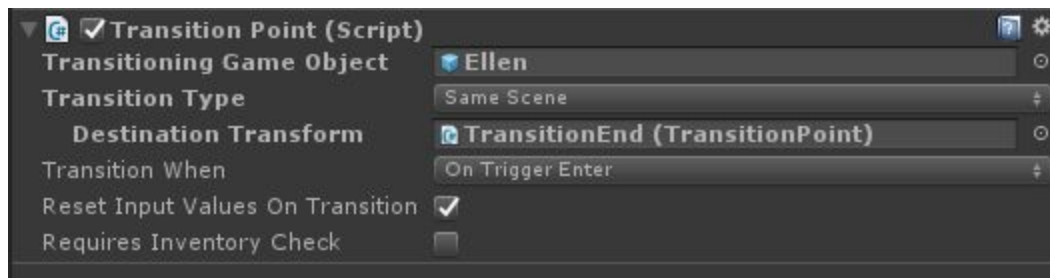 Transition Point (Script)
Transitioning Game Object Ellen
Transition Type Same Scene
Destination Transform TransitionEnd (TransitionPoint)
Transition When On Trigger Enter
Reset Input Values On Transition
Requires Inventory Check